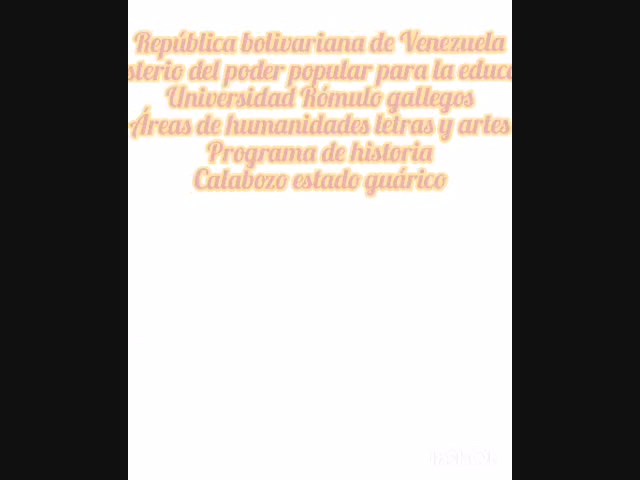 República bolivariana de Venezuela
sterio del poder popular para la educ
Universidad Rómulo gallegos
Áreas de humanidades letras y artes
Programa de historia
Calabozo estado guárico